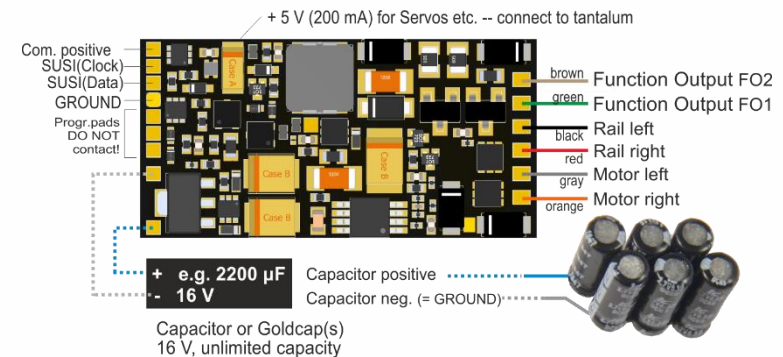 + 5 V (200 mA) for Servos etc. -- connect to tantalum
Com. positive
SUSI(Clock)
SUSI(Data)
GROUND
Progr.pads
DO NOT
contact!
Case A
Case B
Case B
Case B
brown Function Output FO2
green Function Output FO1
black Rail left
red Rail right
gray Motor left
orange Motor right
+ e.g. 2200 µF
- 16 V
Capacitor positive
Capacitor neg. (= GROUND)
Capacitor or Goldcap(s)
16 V, unlimited capacity